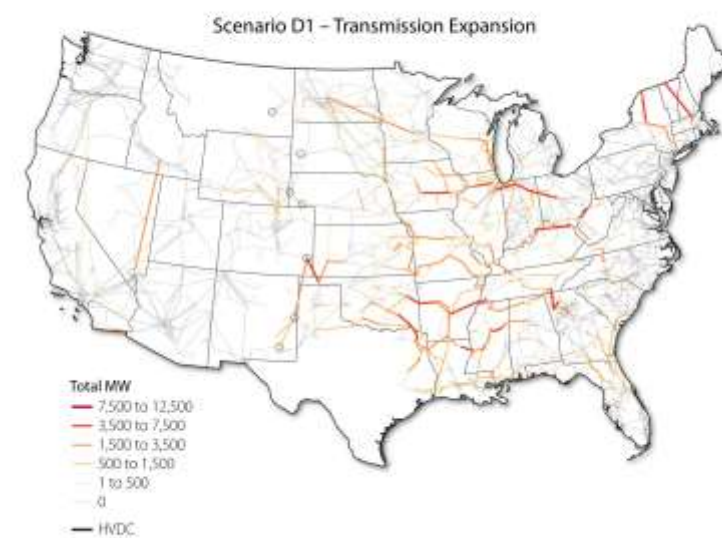 Scenario D1 – Transmission Expansion
Total MW
7,500 to 12,500
3,500 to 7,500
1,500 to 3,500
500 to 1,500
1 to 500
0
HVDC